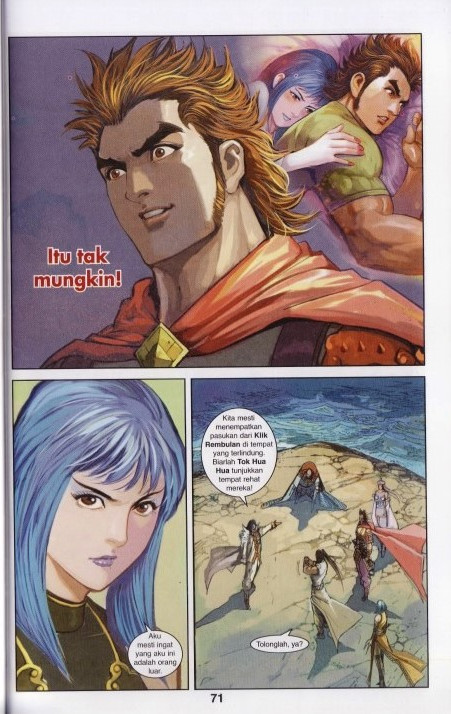 Itu tak
mungkin!
Aku
mesti ingat
yang aku ini
adalah orang
luar.
Kita mesti
menempatkan
pasukan dari Klik
Rembulan di tempat
yang terlindung.
Biarlah Tok Hua
Hua tunjukkan
tempat rehat
mereka!
Tolonglah, ya?
71